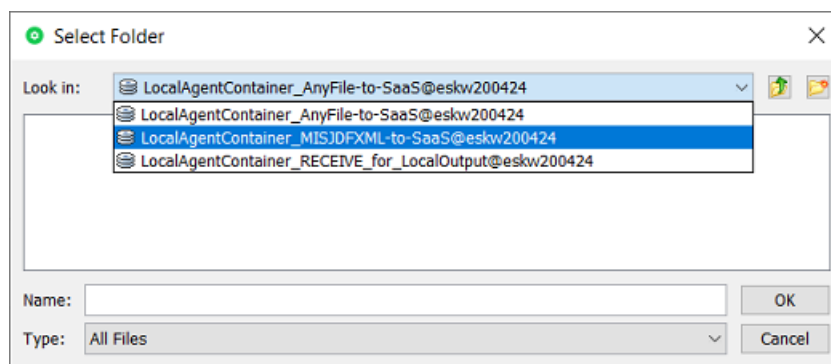 Select Folder
Look in: LocalAgentContainer_AnyFile-to-SaaS@eskw200424
LocalAgentContainer_AnyFile-to-SaaS@eskw200424
LocalAgentContainer_MISJDFXML-to-SaaS@eskw200424
LocalAgentContainer_RECEIVE_for_LocalOutput@eskw200424
Name: OK
Type: All Files Cancel